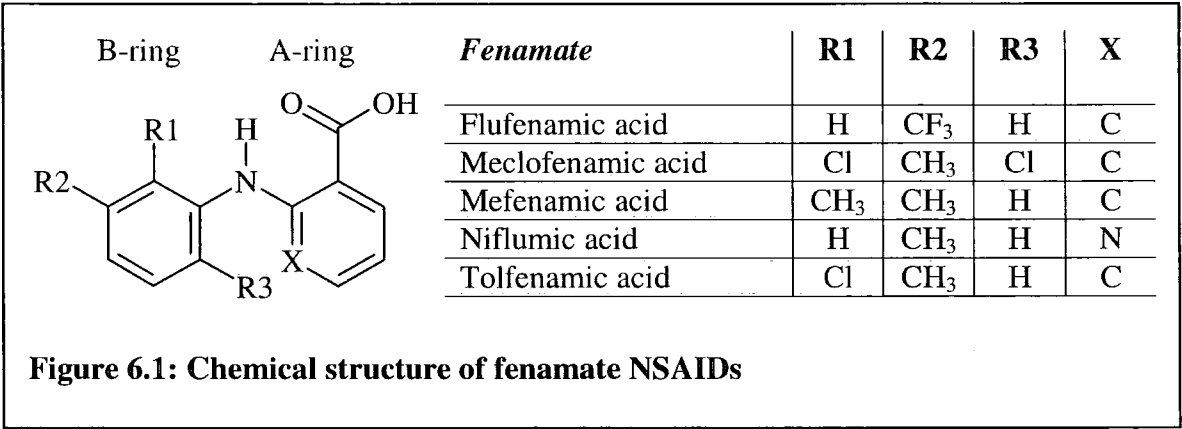 B-ring A-ring
O OH
R1 H
R2 N
X
R3
Fenamate R1 R2 R3 X
Flufenamic acid H CF₃ H C
Meclofenamic acid Cl CH₃ Cl C
Mefenamic acid CH₃ CH₃ H C
Niflumic acid H CH₃ H N
Tolfenamic acid Cl CH₃ H C
Figure 6.1: Chemical structure of fenamate NSAIDs